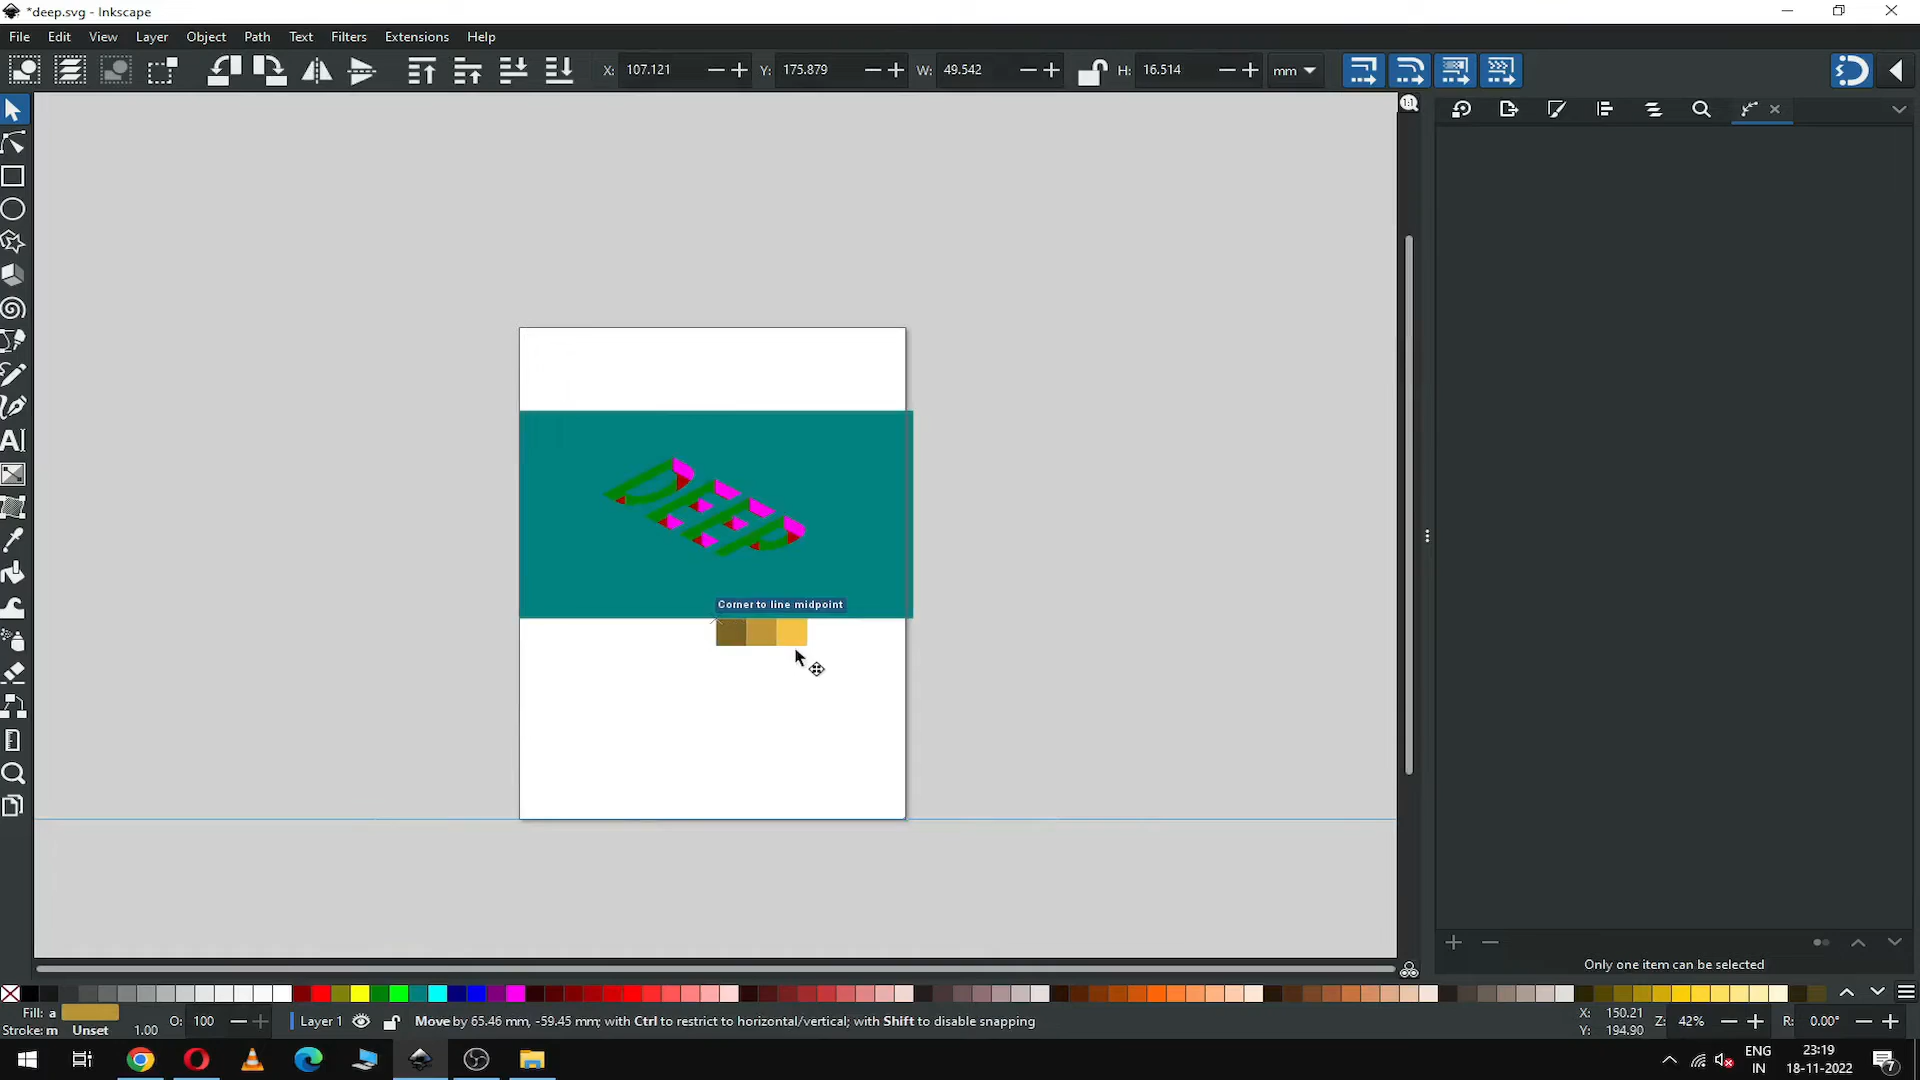 *deep.svg - Inkscape
File Edit View Layer Object Path Text Filters Extensions Help
X: 107.121 Y: 175.879 W: 49.542 H: 16.514 mm
1:1
DEEP
Corner to line midpoint
Only one item can be selected
Fill: a O: 100 Layer 1 Move by 65.46 mm, -59.45 mm; with Ctrl to restrict to horizontal/vertical; with Shift to disable snapping X: 150.21 Z: 42% R: 0.00°
Stroke: m Unset 1.00 Y: 194.90
ENG 23:19
IN 18-11-2022 7